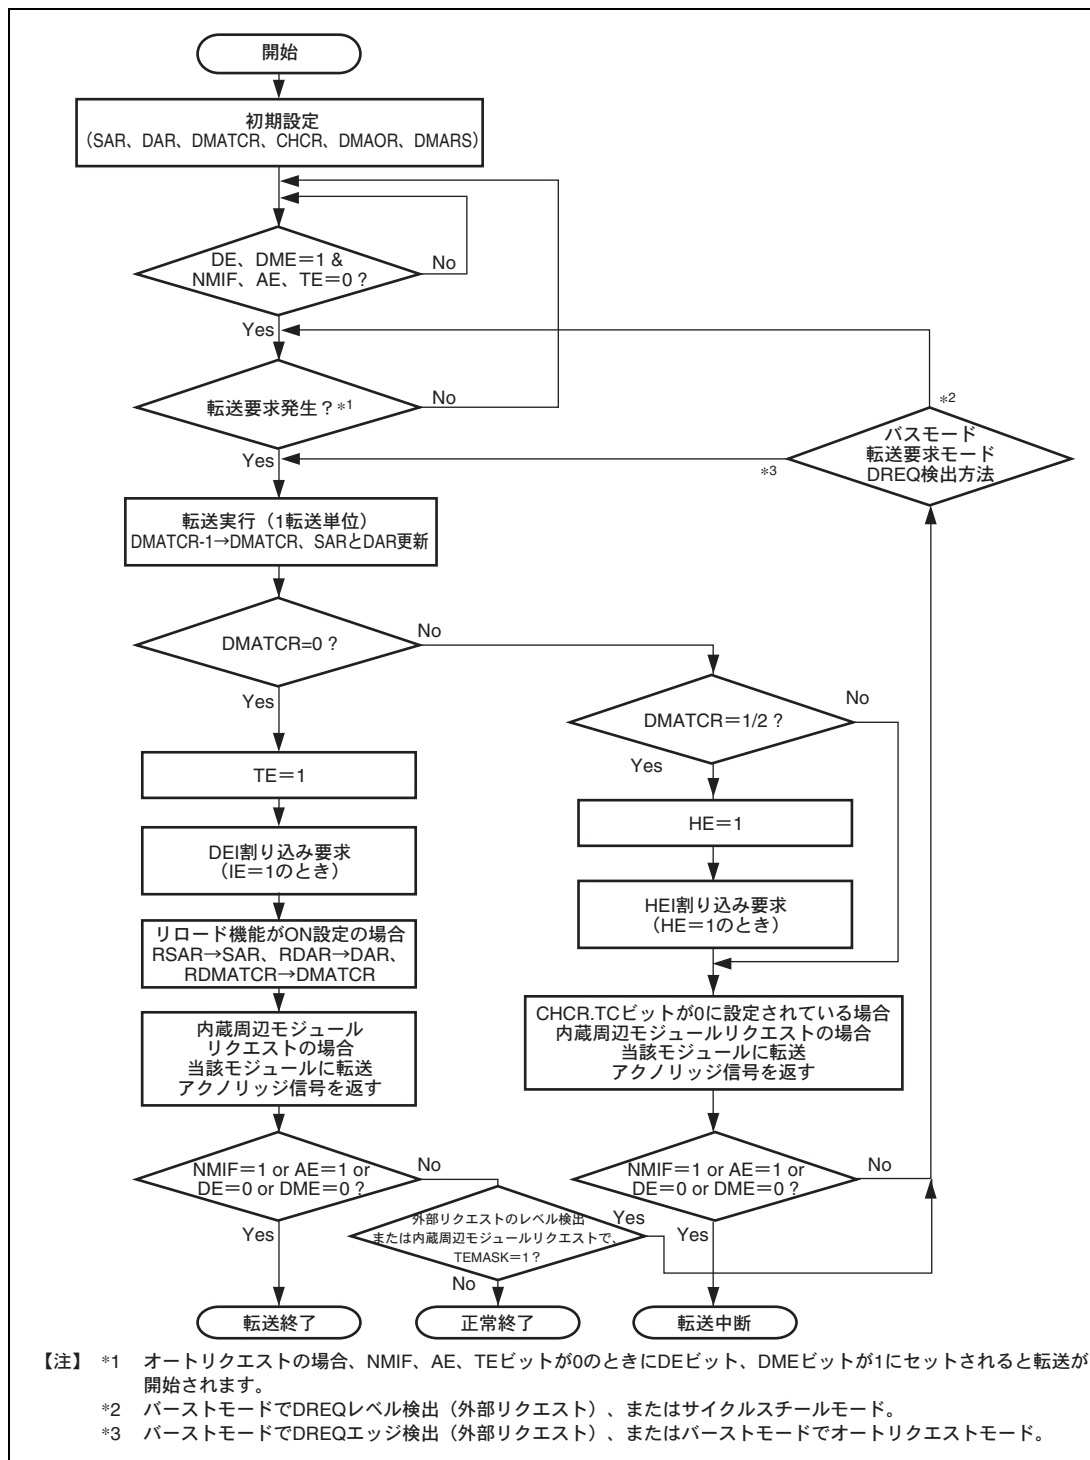 開始
初期設定
（SAR、DAR、DMATCR、CHCR、DMAOR、DMARS）
DE、DME＝1 &
NMIF、AE、TE＝0 ?
No
Yes
転送要求発生？*1
No
Yes
*2
バスモード
転送要求モード
DREQ検出方法
*3
転送実行（1転送単位）
DMATCR-1→DMATCR、SARとDAR更新
DMATCR=0 ?
No
Yes
DMATCR＝1/2 ?
No
Yes
TE＝1
HE＝1
DEI割り込み要求
（IE＝1のとき）
HEI割り込み要求
（HE＝1のとき）
リロード機能がON設定の場合
RSAR→SAR、RDAR→DAR、
RDMATCR→DMATCR
CHCR.TCビットが0に設定されている場合
内蔵周辺モジュールリクエストの場合
当該モジュールに転送
アクノリッジ信号を返す
内蔵周辺モジュール
リクエストの場合
当該モジュールに転送
アクノリッジ信号を返す
NMIF＝1 or AE＝1 or
DE＝0 or DME＝0 ?
No
Yes
NMIF＝1 or AE＝1 or
DE＝0 or DME＝0 ?
No
Yes
外部リクエストのレベル検出
または内蔵周辺モジュールリクエストで、
TEMASK＝1？
Yes
No
転送終了
正常終了
転送中断
【注】 *1 オートリクエストの場合、NMIF、AE、TEビットが0のときにDEビット、DMEビットが1にセットされると転送が
開始されます。
*2 バーストモードでDREQレベル検出（外部リクエスト）、またはサイクルスチールモード。
*3 バーストモードでDREQエッジ検出（外部リクエスト）、またはバーストモードでオートリクエストモード。